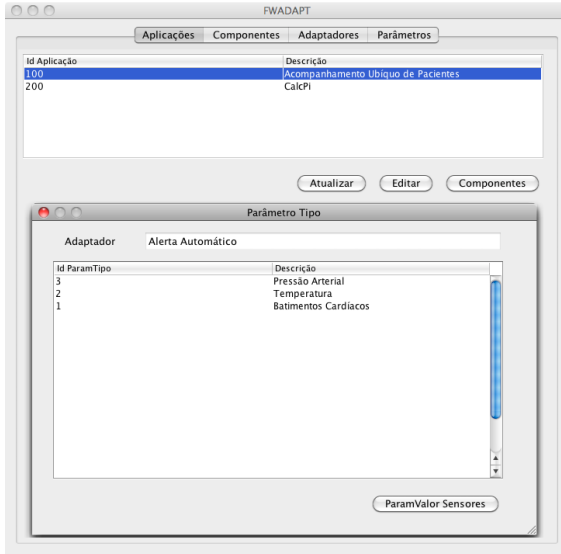 FWADAPT
Aplicações Componentes Adaptadores Parâmetros
Id Aplicação Descrição
100 Acompanhamento Ubíquo de Pacientes
200 CalcPi
Atualizar Editar Componentes
Parâmetro Tipo
Adaptador Alerta Automático
Id ParamTipo Descrição
3 Pressão Arterial
2 Temperatura
1 Batimentos Cardíacos
ParamValor Sensores